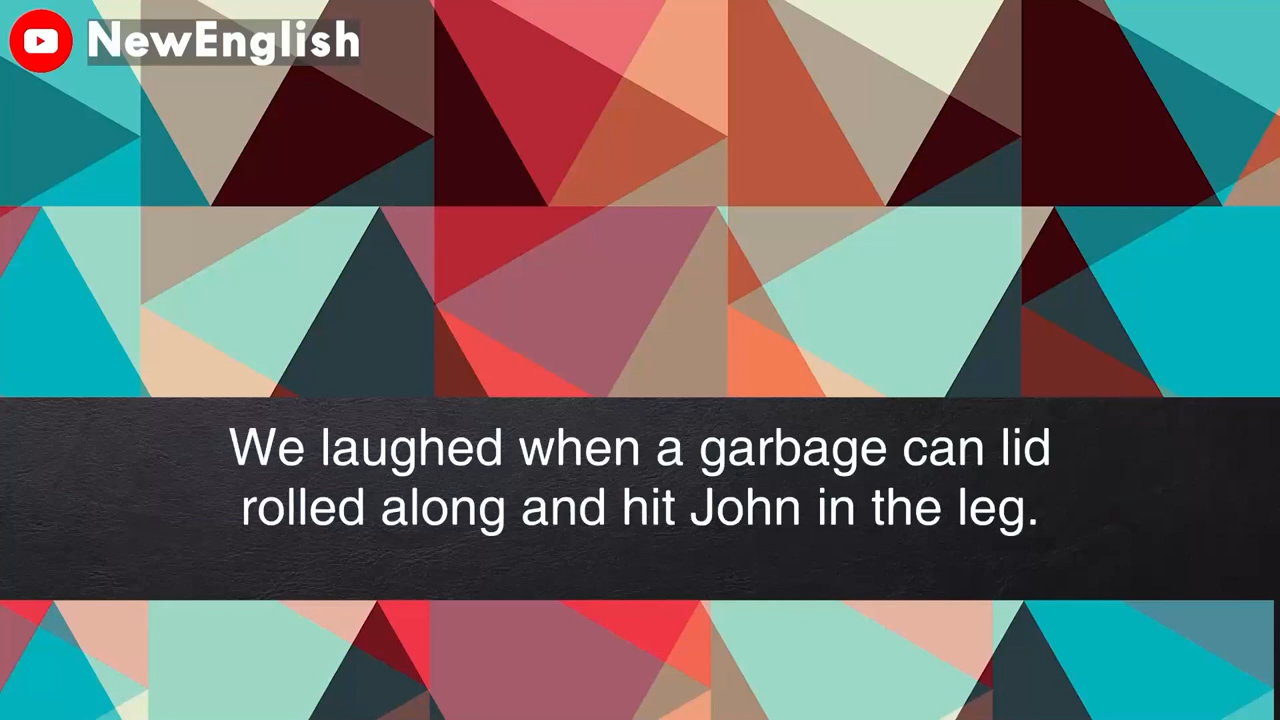 NewEnglish
We laughed when a garbage can lid
rolled along and hit John in the leg.